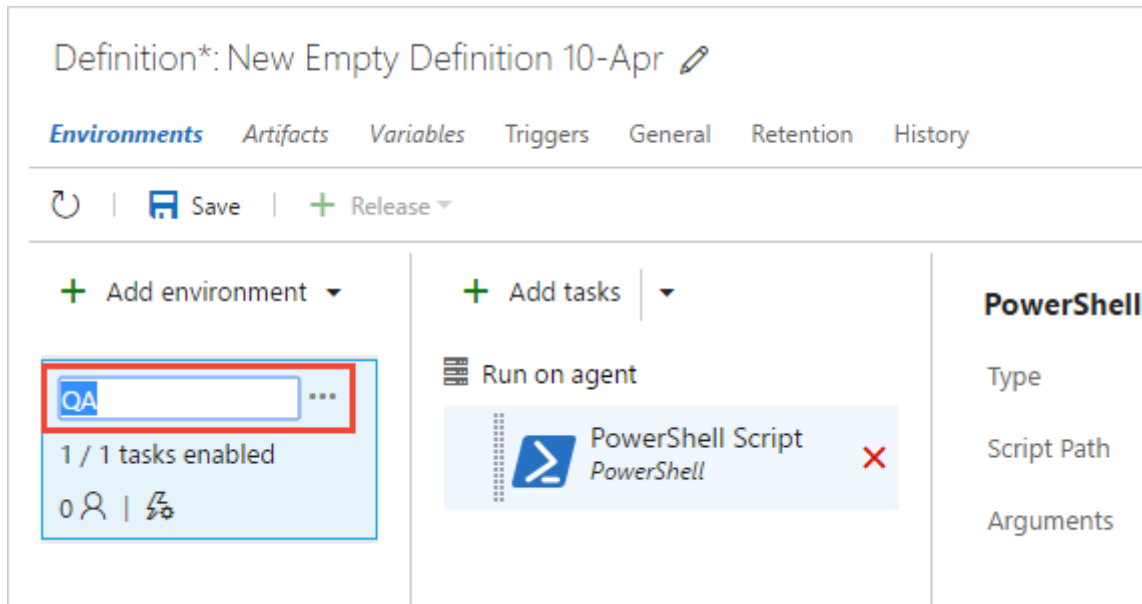 Definition*: New Empty Definition 10-Apr
Environments Artifacts Variables Triggers General Retention History
Save + Release
+ Add environment
+ Add tasks
PowerShell
QA ...
Run on agent
Type
1 / 1 tasks enabled
PowerShell Script
PowerShell
Script Path
0
Arguments